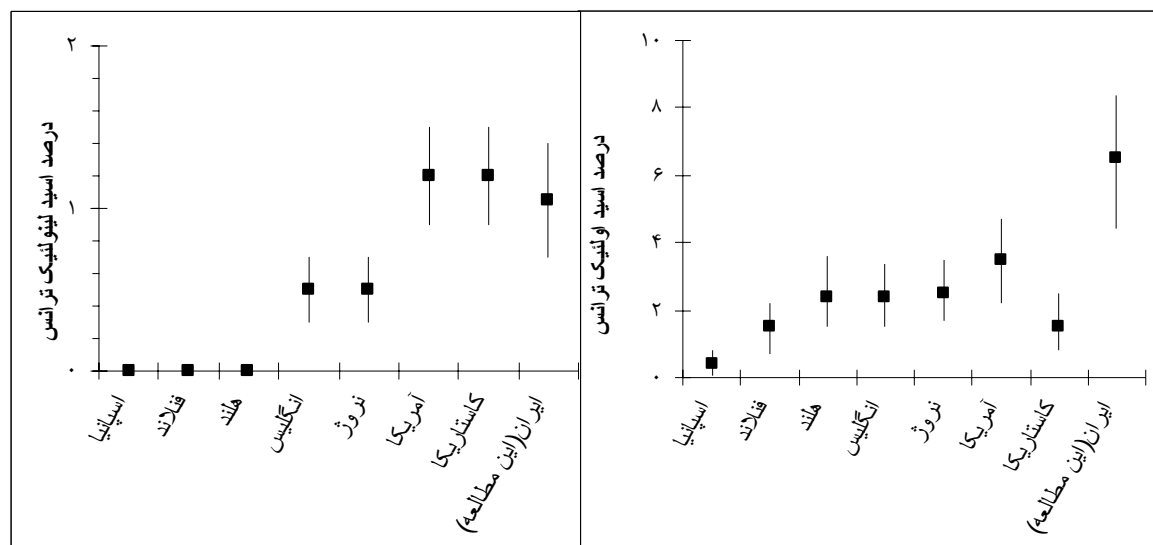 ۲
۱
۰
درصد اسید لینولنیک ترانس
اسپانیا
فنلاند
هلند
انگلیس
نروژ
آمریکا
کاستاریکا
ایران(این مطالعه)
۱۰
۸
۶
۴
۲
۰
درصد اسید اولئیک ترانس
اسپانیا
فنلاند
هلند
انگلیس
نروژ
آمریکا
کاستاریکا
ایران(این مطالعه)